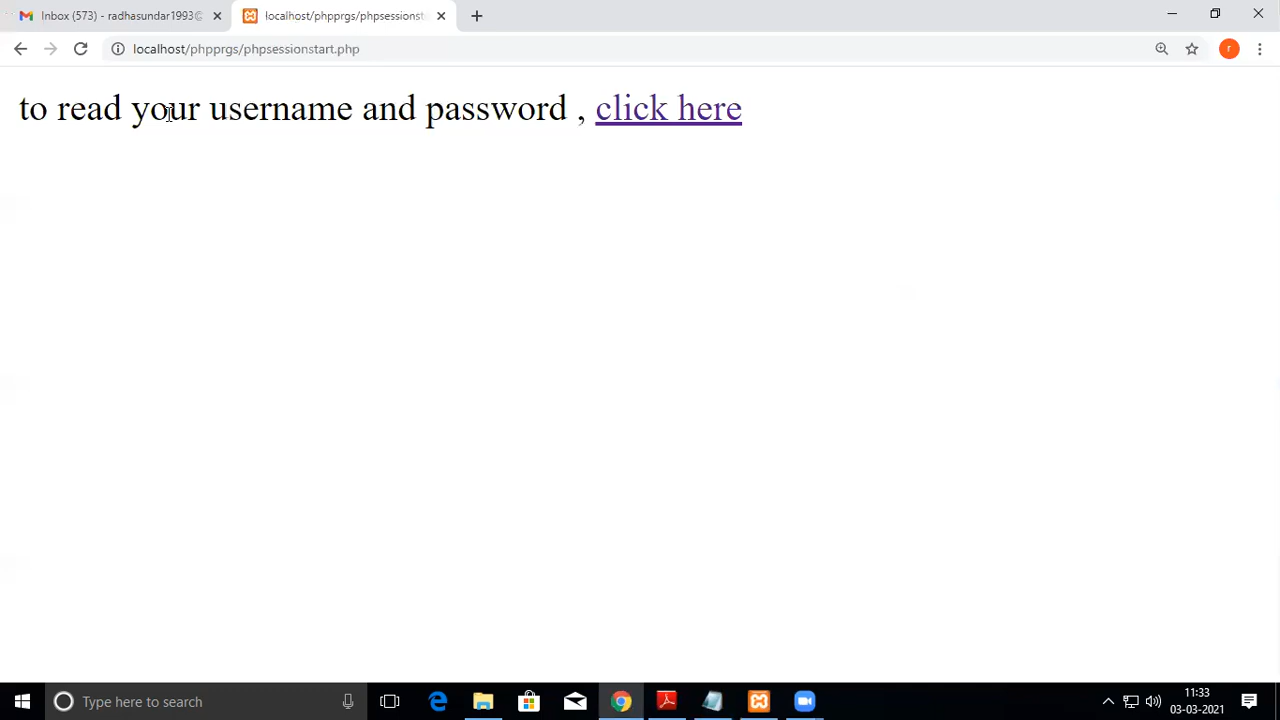 Inbox (573) - radhasundar1993@
localhost/phpprgs/phpsessionst
localhost/phpprgs/phpsessionstart.php
r
to read your username and password , click here
Type here to search
11:33
03-03-2021